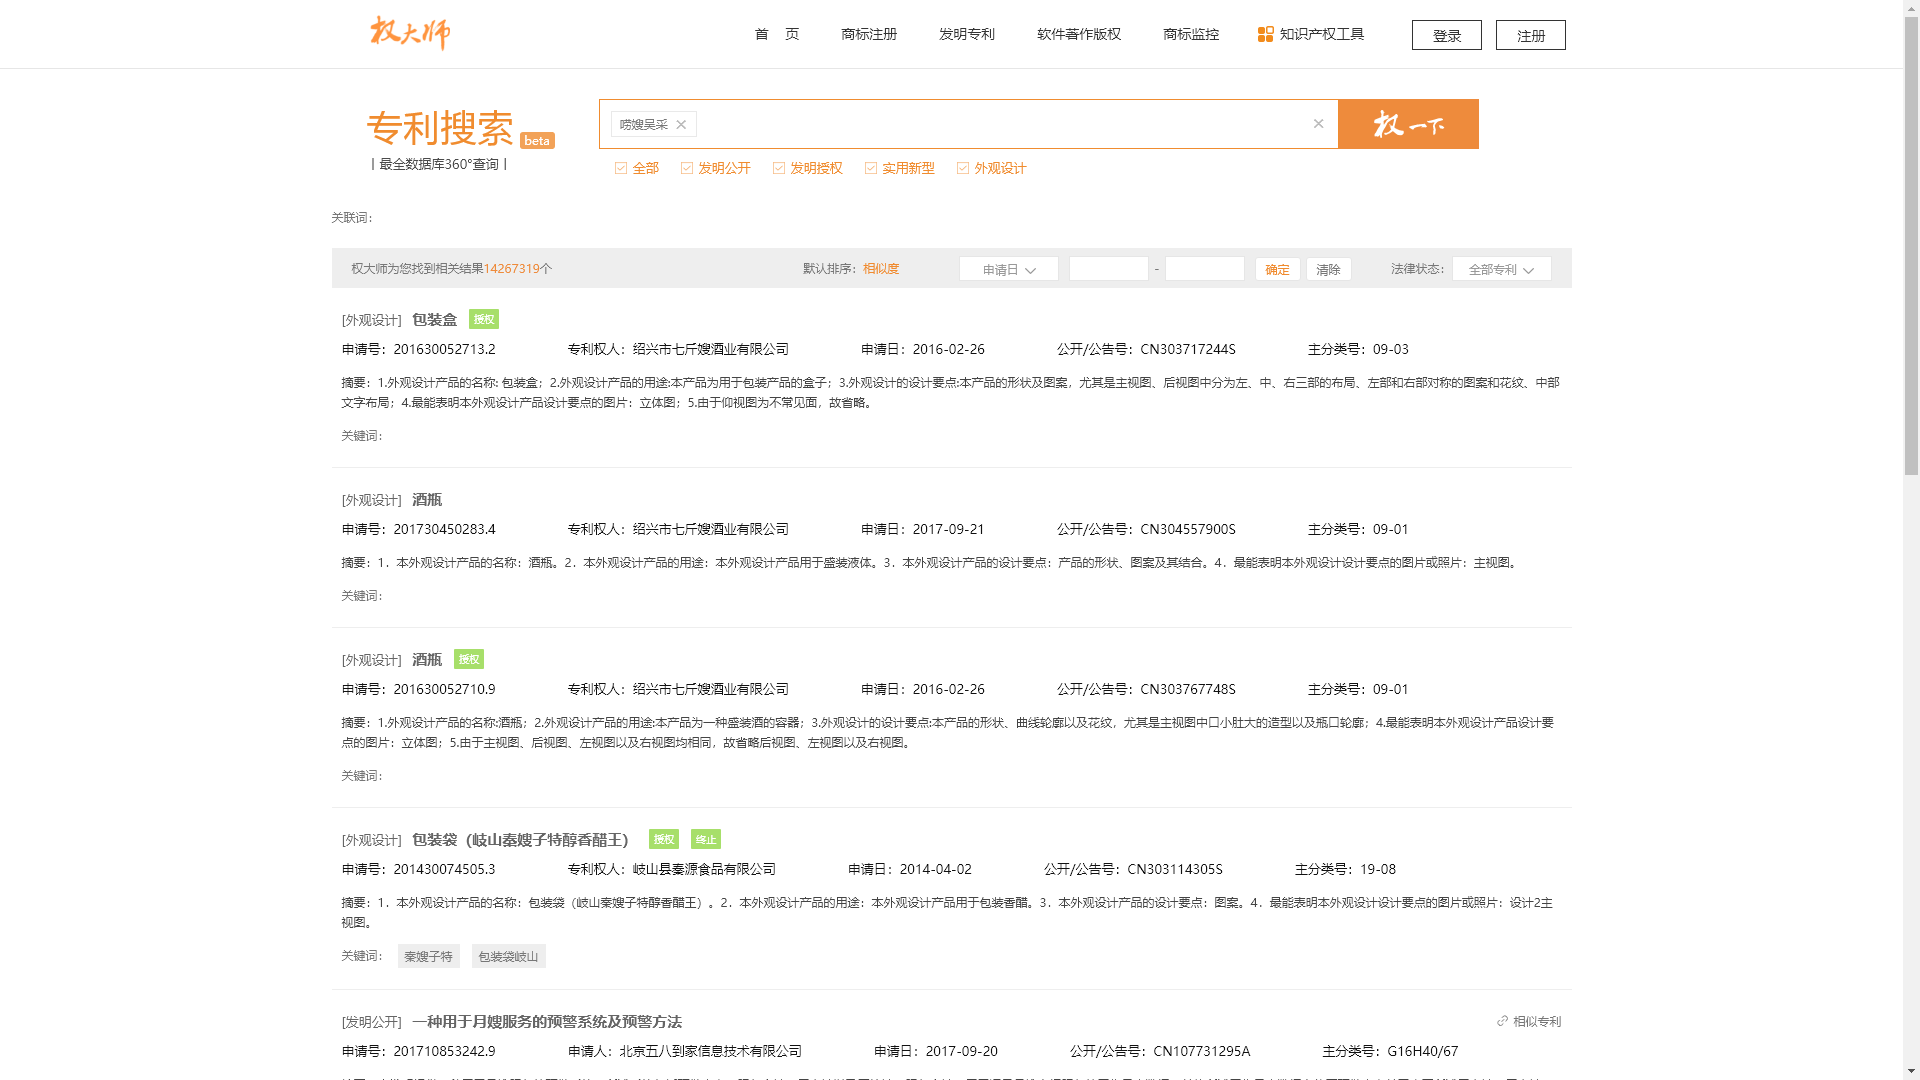 权大师
首 页
商标注册
发明专利
软件著作版权
商标监控
知识产权工具
登录
注册
专利搜索 beta
丨最全数据库360°查询丨
唠嫂吴采
权一下
全部
发明公开
发明授权
实用新型
外观设计
关联词：
权大师为您找到相关结果14267319个
默认排序：相似度
申请日
-
确定
清除
法律状态：
全部专利
[外观设计] 包装盒 授权
申请号：201630052713.2 专利权人：绍兴市七斤嫂酒业有限公司 申请日：2016-02-26 公开/公告号：CN303717244S 主分类号：09-03
摘要：1.外观设计产品的名称: 包装盒；2.外观设计产品的用途:本产品为用于包装产品的盒子；3.外观设计的设计要点:本产品的形状及图案，尤其是主视图、后视图中分为左、中、右三部的布局、左部和右部对称的图案和花纹、中部
文字布局；4.最能表明本外观设计产品设计要点的图片：立体图；5.由于仰视图为不常见面，故省略。
关键词：
[外观设计] 酒瓶
申请号：201730450283.4 专利权人：绍兴市七斤嫂酒业有限公司 申请日：2017-09-21 公开/公告号：CN304557900S 主分类号：09-01
摘要：1．本外观设计产品的名称：酒瓶。2．本外观设计产品的用途：本外观设计产品用于盛装液体。3．本外观设计产品的设计要点：产品的形状、图案及其结合。4．最能表明本外观设计设计要点的图片或照片：主视图。
关键词：
[外观设计] 酒瓶 授权
申请号：201630052710.9 专利权人：绍兴市七斤嫂酒业有限公司 申请日：2016-02-26 公开/公告号：CN303767748S 主分类号：09-01
摘要：1.外观设计产品的名称:酒瓶；2.外观设计产品的用途:本产品为一种盛装酒的容器；3.外观设计的设计要点:本产品的形状、曲线轮廓以及花纹，尤其是主视图中口小肚大的造型以及瓶口轮廓；4.最能表明本外观设计产品设计要
点的图片：立体图；5.由于主视图、后视图、左视图以及右视图均相同，故省略后视图、左视图以及右视图。
关键词：
[外观设计] 包装袋（岐山秦嫂子特醇香醋王） 授权 终止
申请号：201430074505.3 专利权人：岐山县秦源食品有限公司 申请日：2014-04-02 公开/公告号：CN303114305S 主分类号：19-08
摘要：1．本外观设计产品的名称：包装袋（岐山秦嫂子特醇香醋王）。2．本外观设计产品的用途：本外观设计产品用于包装香醋。3．本外观设计产品的设计要点：图案。4．最能表明本外观设计设计要点的图片或照片：设计2主
视图。
关键词： 秦嫂子特 包装袋岐山
[发明公开] 一种用于月嫂服务的预警系统及预警方法 相似专利
申请号：201710853242.9 申请人：北京五八到家信息技术有限公司 申请日：2017-09-20 公开/公告号：CN107731295A 主分类号：G16H40/67